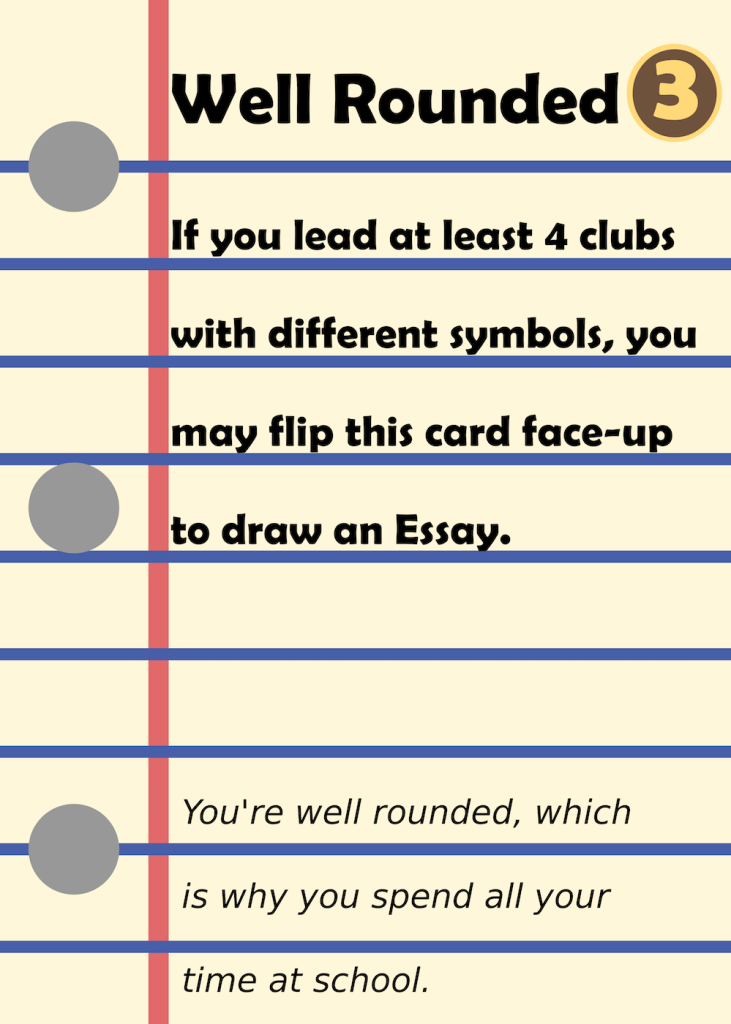 Well Rounded 3
If you lead at least 4 clubs
with different symbols, you
may flip this card face-up
to draw an Essay.
You're well rounded, which
is why you spend all your
time at school.